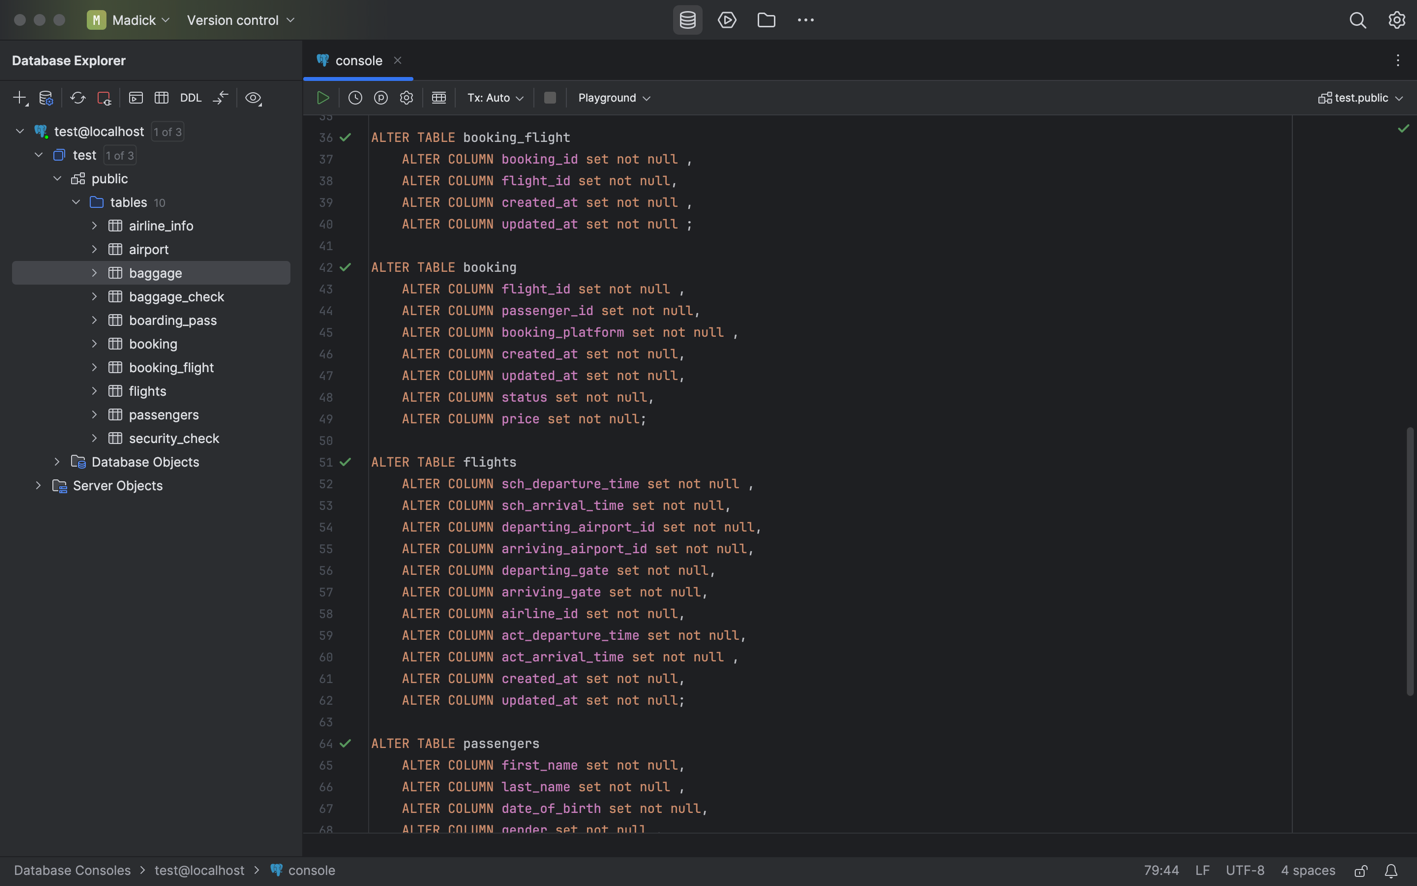 M Madick Version control
Database Explorer
console
DDL
Tx: Auto
Playground
test.public
test@localhost 1 of 3
test 1 of 3
public
tables 10
airline_info
airport
baggage
baggage_check
boarding_pass
booking
booking_flight
flights
passengers
security_check
Database Objects
Server Objects
35
36 ALTER TABLE booking_flight
37 ALTER COLUMN booking_id set not null ,
38 ALTER COLUMN flight_id set not null,
39 ALTER COLUMN created_at set not null ,
40 ALTER COLUMN updated_at set not null ;
41
42 ALTER TABLE booking
43 ALTER COLUMN flight_id set not null ,
44 ALTER COLUMN passenger_id set not null,
45 ALTER COLUMN booking_platform set not null ,
46 ALTER COLUMN created_at set not null,
47 ALTER COLUMN updated_at set not null,
48 ALTER COLUMN status set not null,
49 ALTER COLUMN price set not null;
50
51 ALTER TABLE flights
52 ALTER COLUMN sch_departure_time set not null ,
53 ALTER COLUMN sch_arrival_time set not null,
54 ALTER COLUMN departing_airport_id set not null,
55 ALTER COLUMN arriving_airport_id set not null,
56 ALTER COLUMN departing_gate set not null,
57 ALTER COLUMN arriving_gate set not null,
58 ALTER COLUMN airline_id set not null,
59 ALTER COLUMN act_departure_time set not null,
60 ALTER COLUMN act_arrival_time set not null ,
61 ALTER COLUMN created_at set not null,
62 ALTER COLUMN updated_at set not null;
63
64 ALTER TABLE passengers
65 ALTER COLUMN first_name set not null,
66 ALTER COLUMN last_name set not null ,
67 ALTER COLUMN date_of_birth set not null,
68 ALTER COLUMN gender set not null
Database Consoles > test@localhost > console
79:44 LF UTF-8 4 spaces